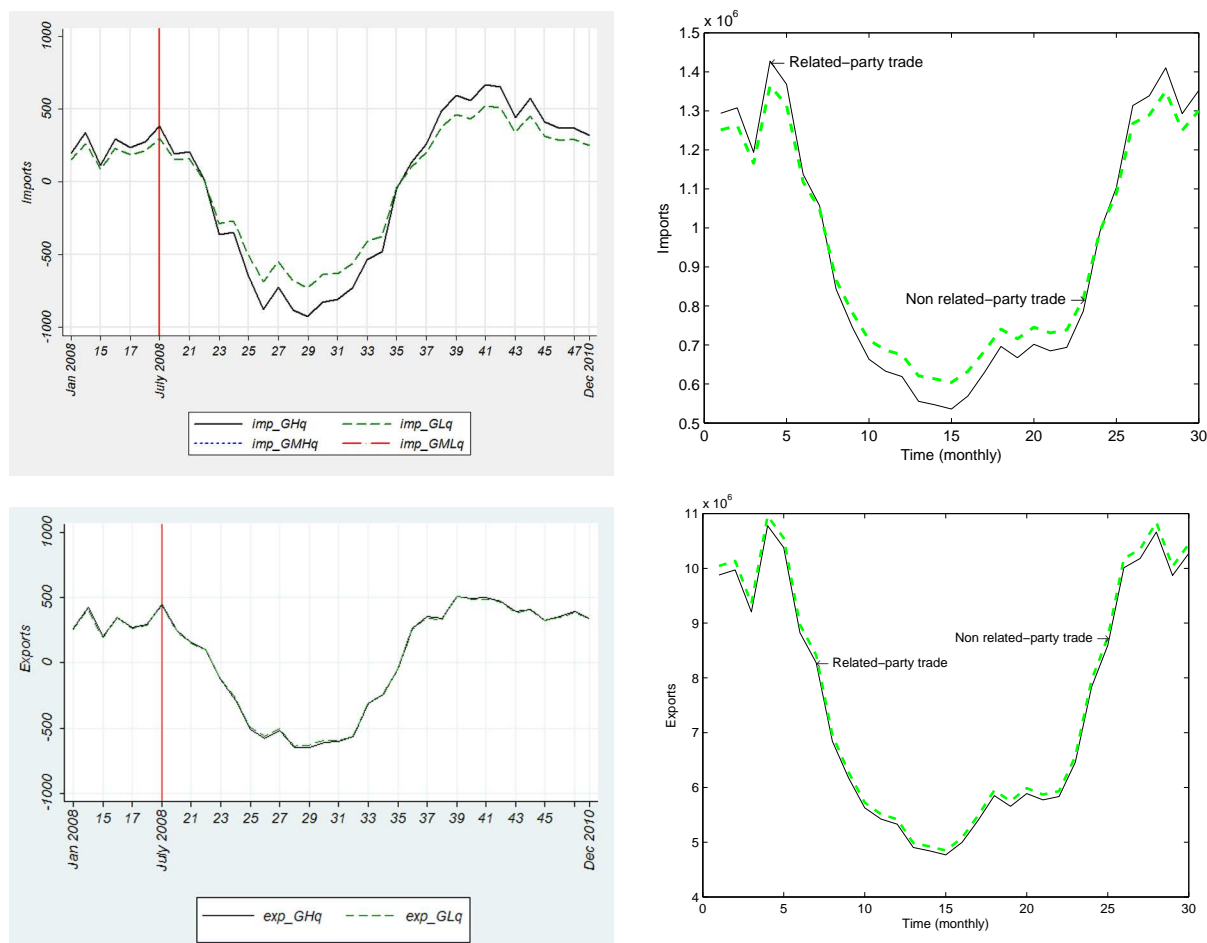 1000
500
0
-500
-1000
Imports
Jan 2008 15 17 July 2008 21 23 25 27 29 31 33 35 37 39 41 43 45 47 Dec 2010
imp_GHq imp_GLq
imp_GMHq imp_GMLq
x 10^6
1.5
1.4
1.3
1.2
1.1
1
0.9
0.8
0.7
0.6
0.5
Imports
Related−party trade
Non related−party trade
0 5 10 15 20 25 30
Time (monthly)
1000
500
0
-500
-1000
Exports
Jan 2008 15 17 July 2008 21 23 25 27 29 31 33 35 37 39 41 43 45 Dec 2010
exp_GHq exp_GLq
x 10^6
11
10
9
8
7
6
5
4
Exports
Non related−party trade
Related−party trade
0 5 10 15 20 25 30
Time (monthly)